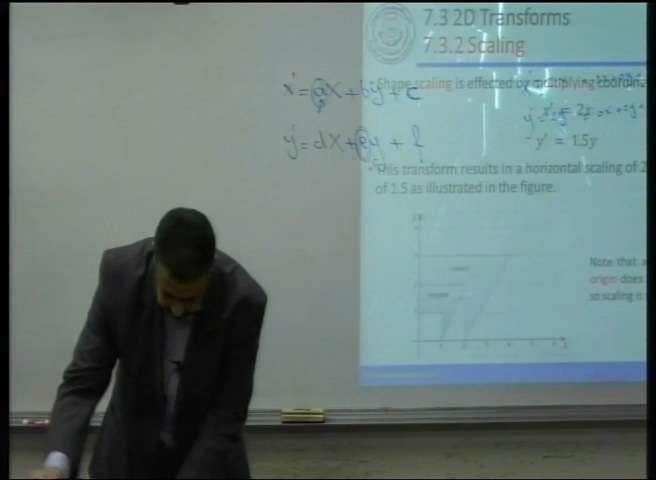 7.3 2D Transforms
7.3.2 Scaling
Shape scaling is effected by multiplying coordina
x' = ax + by + c
x' = 2x
y' = dx + ey + f
y' = 1.5y
This transform results in a horizontal scaling of 2
of 1.5 as illustrated in the figure.
Note that a
origin does
so scaling is